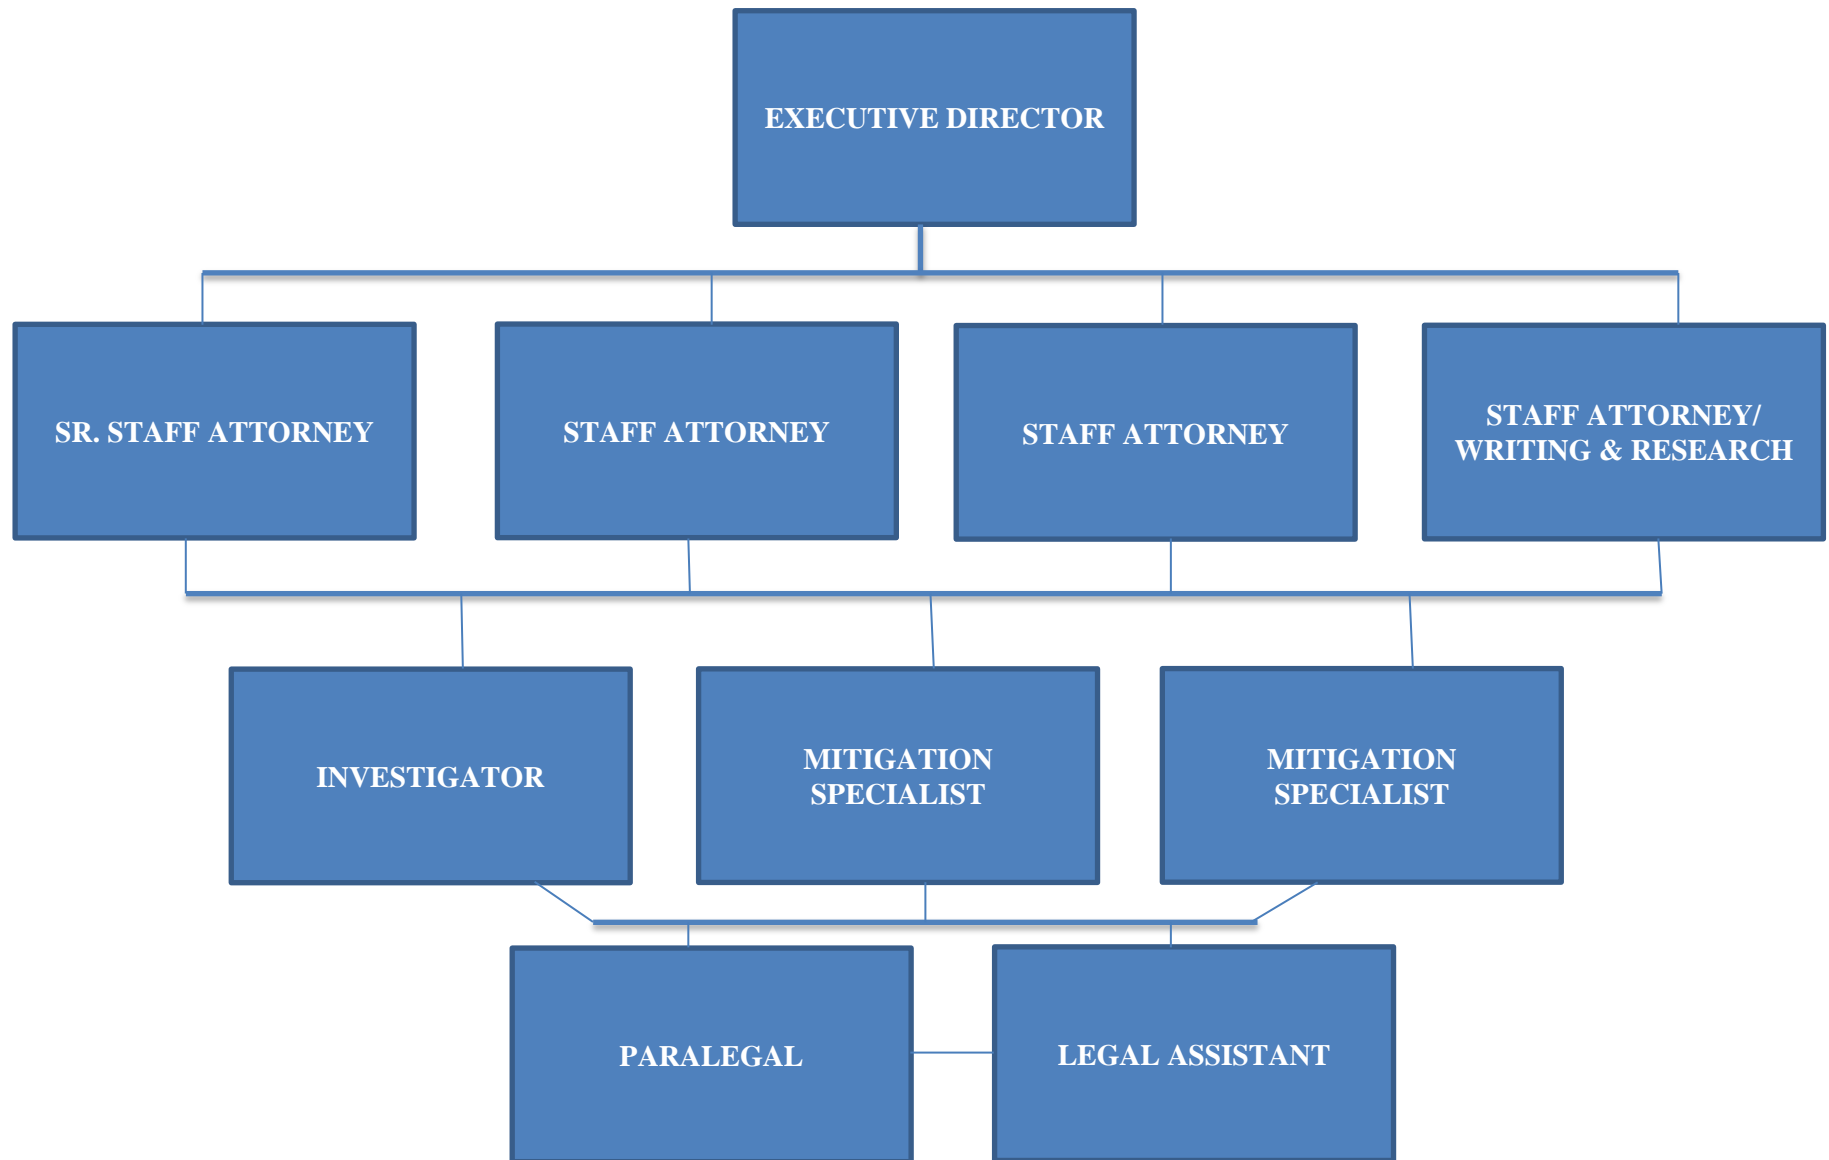 EXECUTIVE DIRECTOR
SR. STAFF ATTORNEY
STAFF ATTORNEY
STAFF ATTORNEY
STAFF ATTORNEY/
WRITING & RESEARCH
INVESTIGATOR
MITIGATION
SPECIALIST
MITIGATION
SPECIALIST
PARALEGAL
LEGAL ASSISTANT